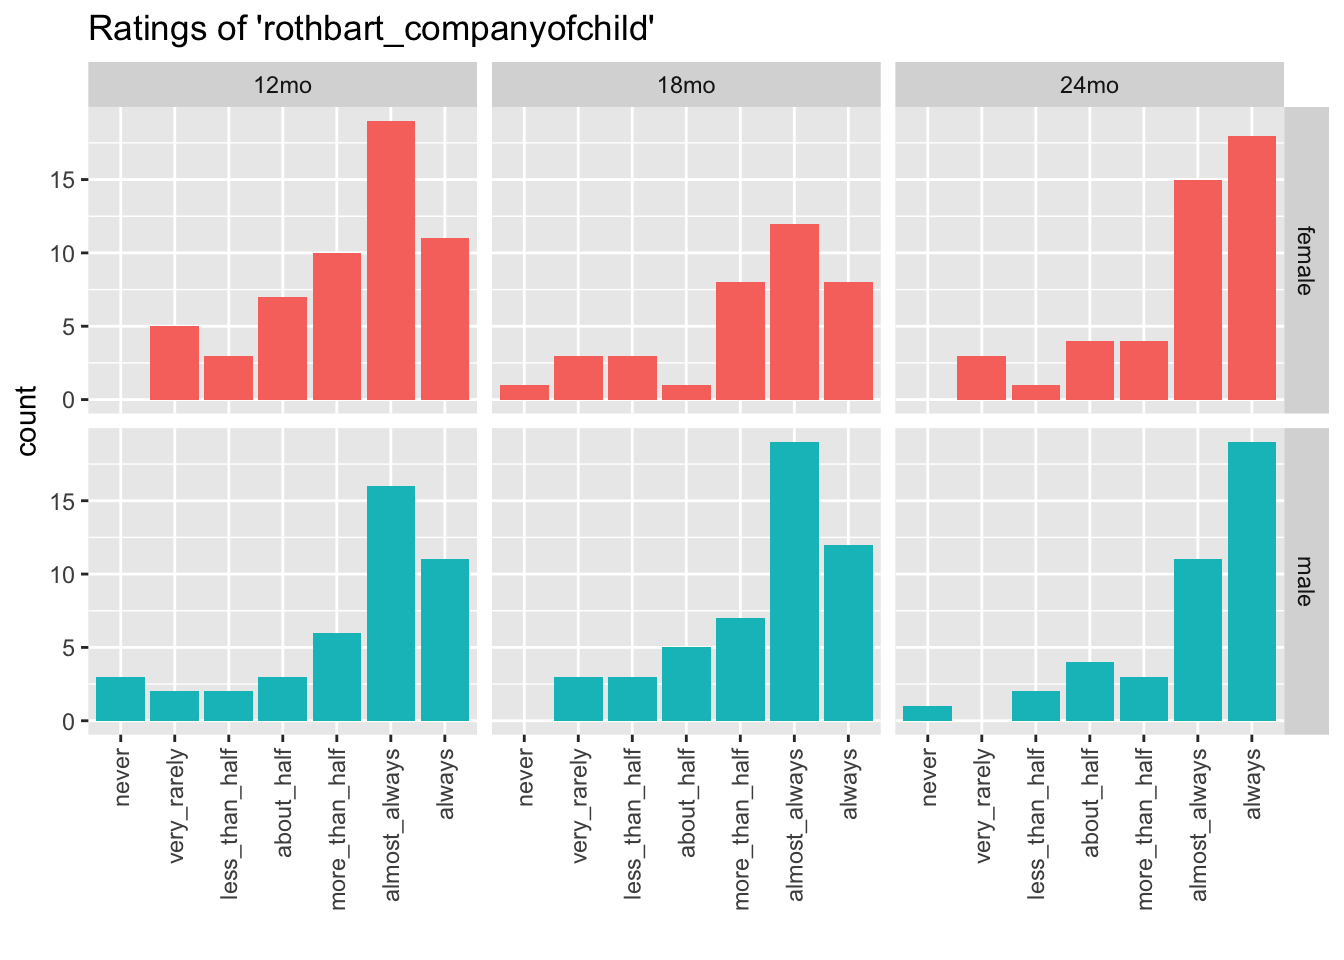 Ratings of 'rothbart_companyofchild'
12mo
18mo
24mo
15
10
5
0
female
count
15
10
5
0
male
never
very_rarely
less_than_half
about_half
more_than_half
almost_always
always
never
very_rarely
less_than_half
about_half
more_than_half
almost_always
always
never
very_rarely
less_than_half
about_half
more_than_half
almost_always
always